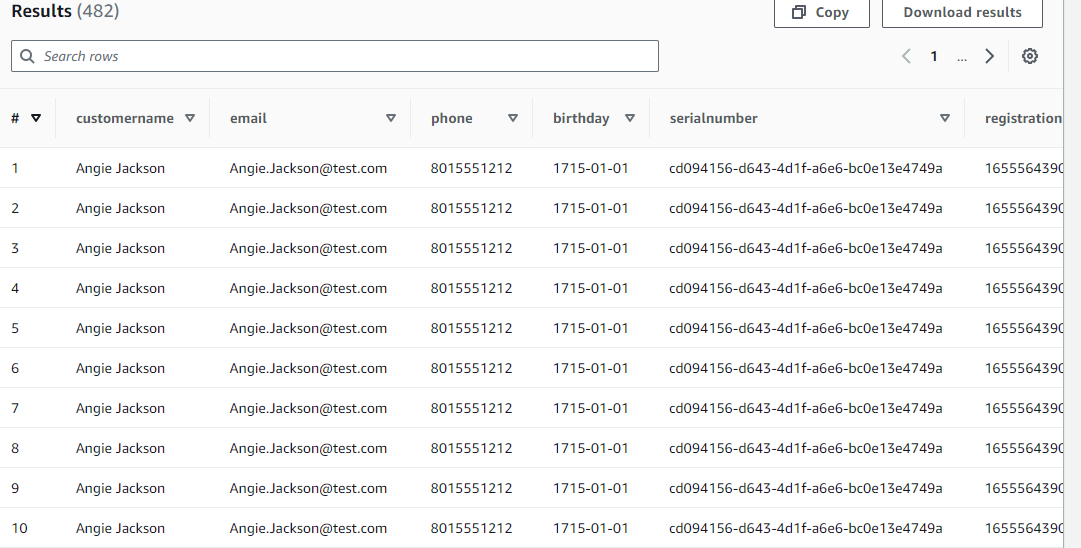 Results (482) Copy Download results
Search rows 1 ...
# customername email phone birthday serialnumber registration
1 Angie Jackson Angie.Jackson@test.com 8015551212 1715-01-01 cd094156-d643-4d1f-a6e6-bc0e13e4749a 1655564390
2 Angie Jackson Angie.Jackson@test.com 8015551212 1715-01-01 cd094156-d643-4d1f-a6e6-bc0e13e4749a 1655564390
3 Angie Jackson Angie.Jackson@test.com 8015551212 1715-01-01 cd094156-d643-4d1f-a6e6-bc0e13e4749a 1655564390
4 Angie Jackson Angie.Jackson@test.com 8015551212 1715-01-01 cd094156-d643-4d1f-a6e6-bc0e13e4749a 1655564390
5 Angie Jackson Angie.Jackson@test.com 8015551212 1715-01-01 cd094156-d643-4d1f-a6e6-bc0e13e4749a 1655564390
6 Angie Jackson Angie.Jackson@test.com 8015551212 1715-01-01 cd094156-d643-4d1f-a6e6-bc0e13e4749a 1655564390
7 Angie Jackson Angie.Jackson@test.com 8015551212 1715-01-01 cd094156-d643-4d1f-a6e6-bc0e13e4749a 1655564390
8 Angie Jackson Angie.Jackson@test.com 8015551212 1715-01-01 cd094156-d643-4d1f-a6e6-bc0e13e4749a 1655564390
9 Angie Jackson Angie.Jackson@test.com 8015551212 1715-01-01 cd094156-d643-4d1f-a6e6-bc0e13e4749a 1655564390
10 Angie Jackson Angie.Jackson@test.com 8015551212 1715-01-01 cd094156-d643-4d1f-a6e6-bc0e13e4749a 1655564390